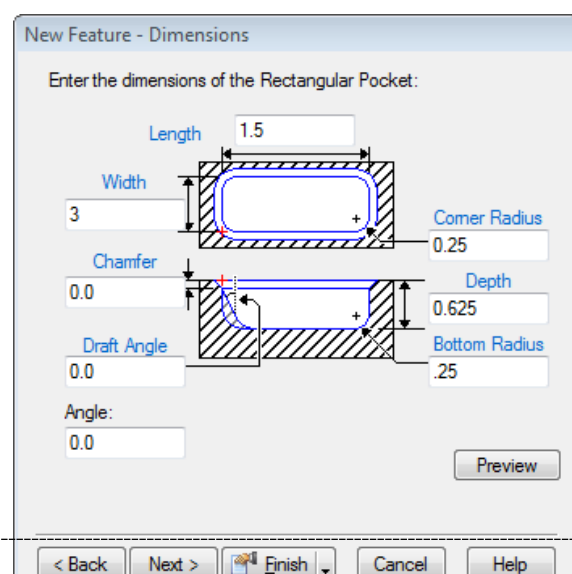 New Feature - Dimensions
Enter the dimensions of the Rectangular Pocket:
Length 1.5
Width
3
Corner Radius
0.25
Chamfer
0.0
Depth
0.625
Draft Angle
0.0
Bottom Radius
.25
Angle:
0.0
Preview
< Back Next > Finish Cancel Help